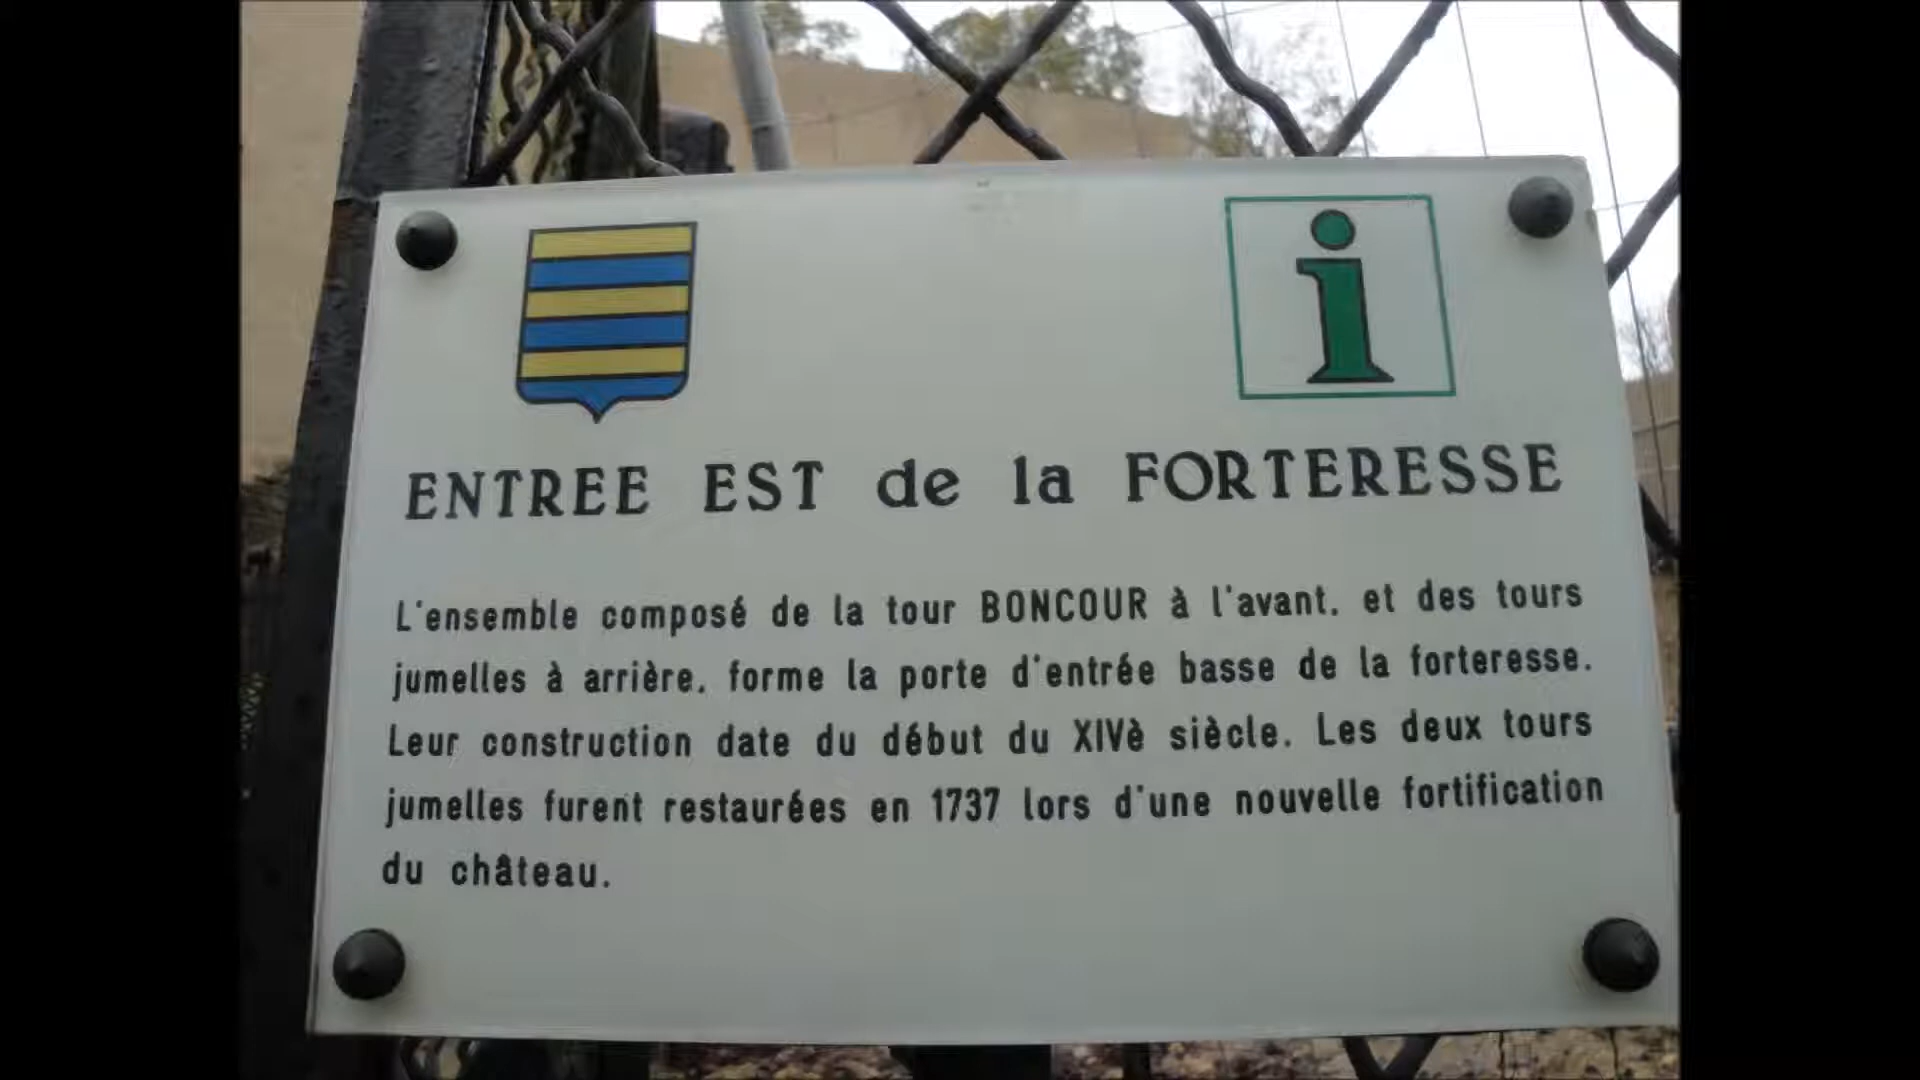 i
ENTREE EST de la FORTERESSE
L'ensemble composé de la tour BONCOUR à l'avant, et des tours
jumelles à arrière, forme la porte d'entrée basse de la forteresse.
Leur construction date du début du XIVè siècle. Les deux tours
jumelles furent restaurées en 1737 lors d'une nouvelle fortification
du château.